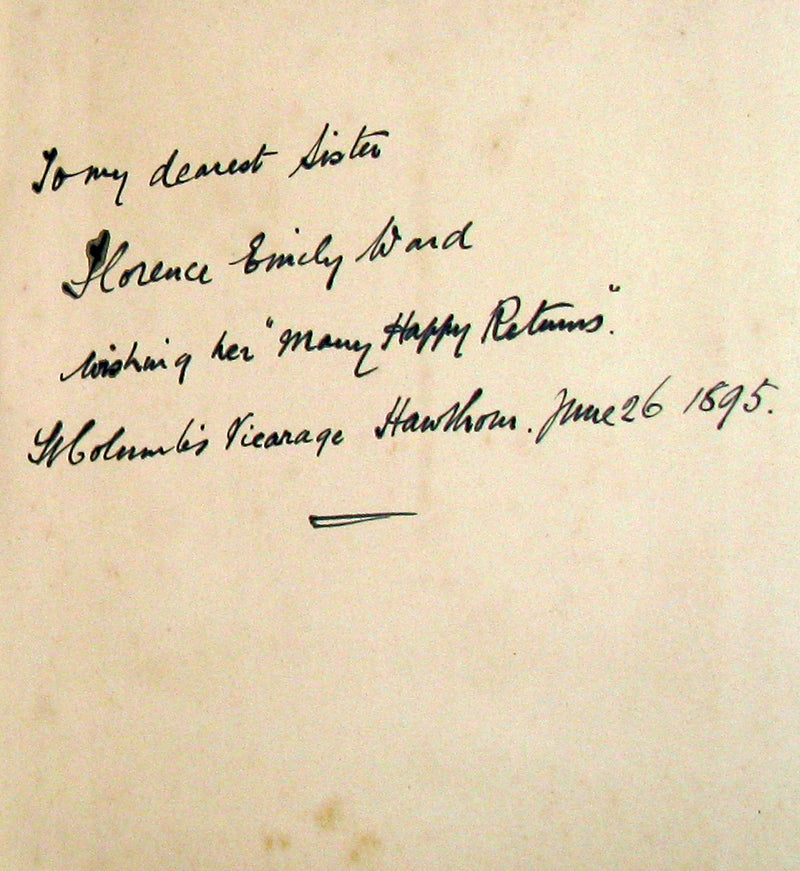 To my dearest Sister
Florence Emily Ward
wishing her "Many Happy Returns".
St Columb's Vicarage Hawthorn. June 26 1895.